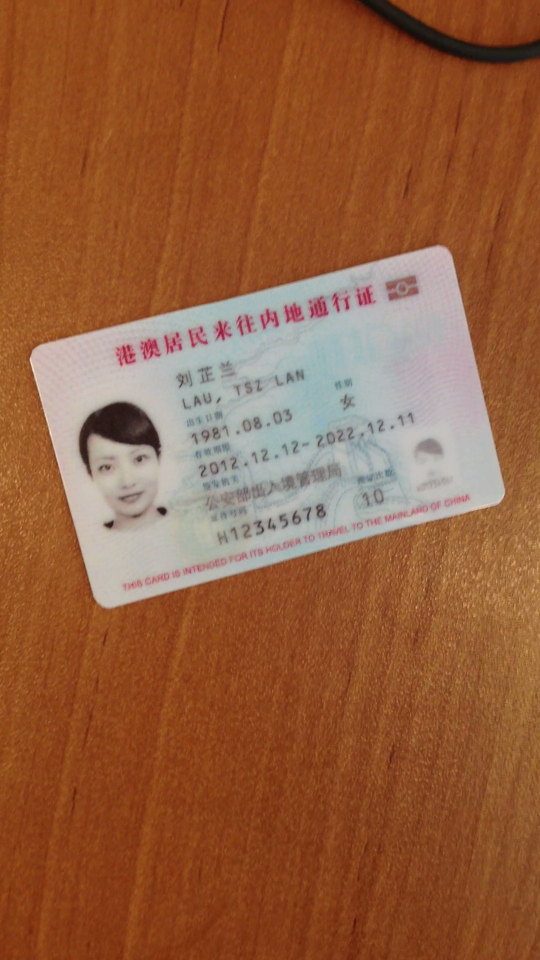 港澳居民来往内地通行证
刘芷兰
LAU, TSZ LAN
出生日期 性别
1981.08.03 女
有效期限
2012.12.12-2022.12.11
签发机关
公安部出入境管理局
证件号码 换证次数
H12345678 10
THIS CARD IS INTENDED FOR ITS HOLDER TO TRAVEL TO THE MAINLAND OF CHINA